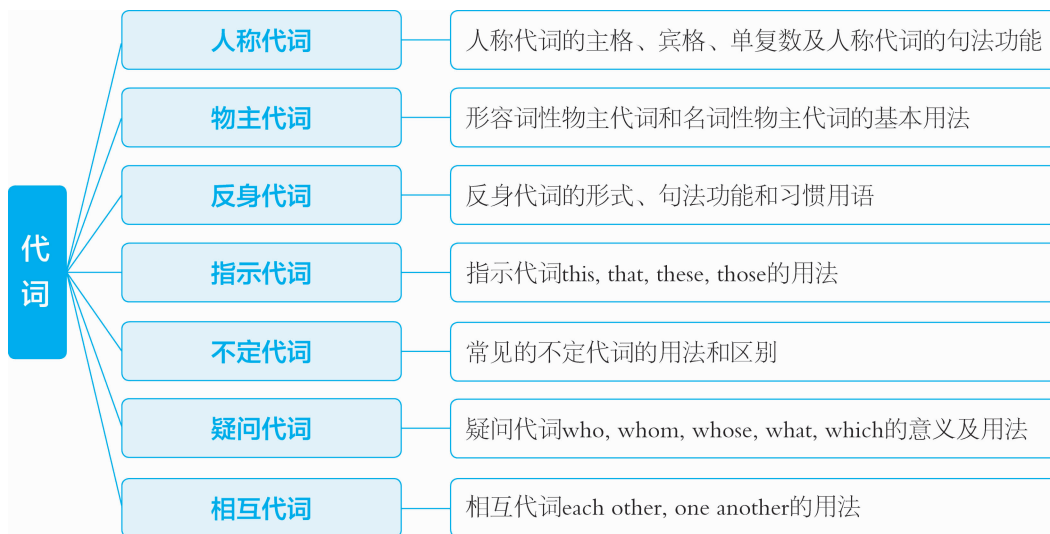 代词
人称代词
人称代词的主格、宾格、单复数及人称代词的句法功能
物主代词
形容词性物主代词和名词性物主代词的基本用法
反身代词
反身代词的形式、句法功能和习惯用语
指示代词
指示代词this, that, these, those的用法
不定代词
常见的不定代词的用法和区别
疑问代词
疑问代词who, whom, whose, what, which的意义及用法
相互代词
相互代词each other, one another的用法